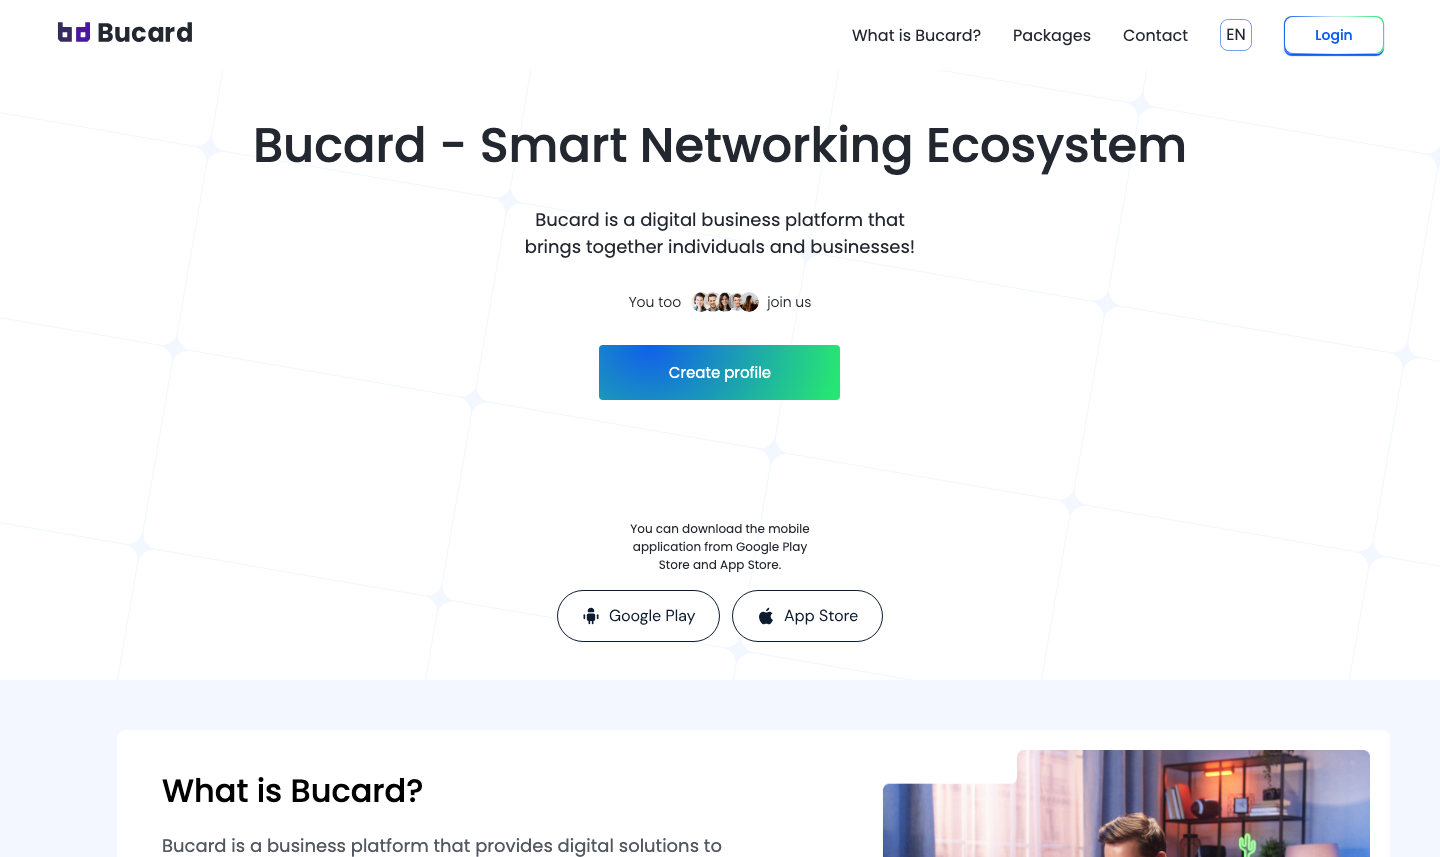 Bucard
What is Bucard?
Packages
Contact
EN
Login
Bucard - Smart Networking Ecosystem
Bucard is a digital business platform that
brings together individuals and businesses!
You too join us
Create profile
You can download the mobile
application from Google Play
Store and App Store.
Google Play
App Store
What is Bucard?
Bucard is a business platform that provides digital solutions to